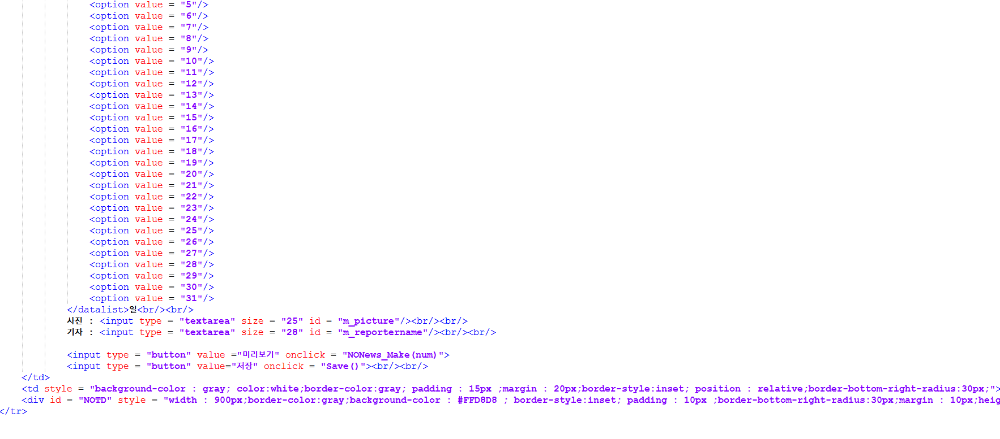 <option value = "5"/>
<option value = "6"/>
<option value = "7"/>
<option value = "8"/>
<option value = "9"/>
<option value = "10"/>
<option value = "11"/>
<option value = "12"/>
<option value = "13"/>
<option value = "14"/>
<option value = "15"/>
<option value = "16"/>
<option value = "17"/>
<option value = "18"/>
<option value = "19"/>
<option value = "20"/>
<option value = "21"/>
<option value = "22"/>
<option value = "23"/>
<option value = "24"/>
<option value = "25"/>
<option value = "26"/>
<option value = "27"/>
<option value = "28"/>
<option value = "29"/>
<option value = "30"/>
<option value = "31"/>
</datalist>일<br/><br/>
사진 : <input type = "textarea" size = "25" id = "m_picture"/><br/><br/>
기자 : <input type = "textarea" size = "28" id = "m_reportername"/><br/><br/>
<input type = "button" value ="미리보기" onclick = "NONews_Make(num)">
<input type = "button" value="저장" onclick = "Save()"><br/><br/>
</td>
<td style = "background-color : gray; color:white;border-color:gray; padding : 15px ;margin : 20px;border-style:inset; position : relative;border-bottom-right-radius:30px;">
<div id = "NOTD" style = "width : 900px;border-color:gray;background-color : #FFD8D8 ; border-style:inset; padding : 10px ;border-bottom-right-radius:30px;margin : 10px;heig
</tr>